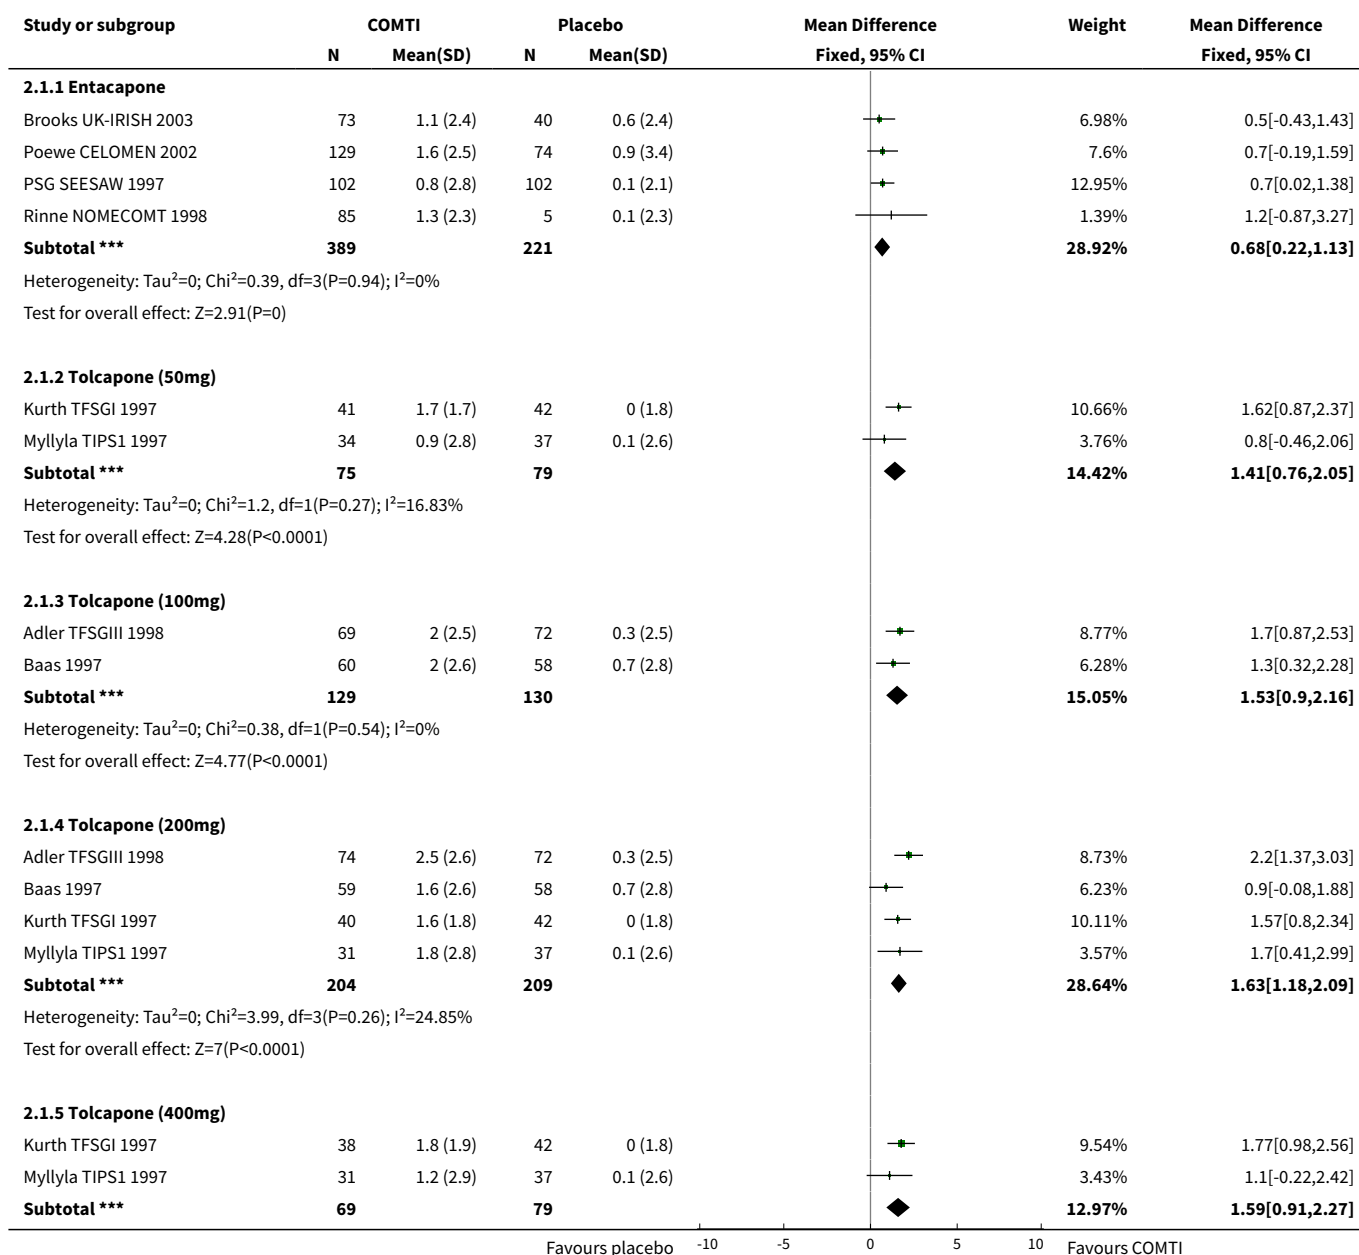 Study or subgroup COMTI Placebo Mean Difference Weight Mean Difference
N Mean(SD) N Mean(SD) Fixed, 95% CI Fixed, 95% CI
2.1.1 Entacapone
Brooks UK-IRISH 2003 73 1.1 (2.4) 40 0.6 (2.4) 6.98% 0.5[-0.43,1.43]
Poewe CELOMEN 2002 129 1.6 (2.5) 74 0.9 (3.4) 7.6% 0.7[-0.19,1.59]
PSG SEESAW 1997 102 0.8 (2.8) 102 0.1 (2.1) 12.95% 0.7[0.02,1.38]
Rinne NOMECOMT 1998 85 1.3 (2.3) 5 0.1 (2.3) 1.39% 1.2[-0.87,3.27]
Subtotal *** 389 221 28.92% 0.68[0.22,1.13]
Heterogeneity: Tau²=0; Chi²=0.39, df=3(P=0.94); I²=0%
Test for overall effect: Z=2.91(P=0)
2.1.2 Tolcapone (50mg)
Kurth TFSGI 1997 41 1.7 (1.7) 42 0 (1.8) 10.66% 1.62[0.87,2.37]
Myllyla TIPS1 1997 34 0.9 (2.8) 37 0.1 (2.6) 3.76% 0.8[-0.46,2.06]
Subtotal *** 75 79 14.42% 1.41[0.76,2.05]
Heterogeneity: Tau²=0; Chi²=1.2, df=1(P=0.27); I²=16.83%
Test for overall effect: Z=4.28(P<0.0001)
2.1.3 Tolcapone (100mg)
Adler TFSGIII 1998 69 2 (2.5) 72 0.3 (2.5) 8.77% 1.7[0.87,2.53]
Baas 1997 60 2 (2.6) 58 0.7 (2.8) 6.28% 1.3[0.32,2.28]
Subtotal *** 129 130 15.05% 1.53[0.9,2.16]
Heterogeneity: Tau²=0; Chi²=0.38, df=1(P=0.54); I²=0%
Test for overall effect: Z=4.77(P<0.0001)
2.1.4 Tolcapone (200mg)
Adler TFSGIII 1998 74 2.5 (2.6) 72 0.3 (2.5) 8.73% 2.2[1.37,3.03]
Baas 1997 59 1.6 (2.6) 58 0.7 (2.8) 6.23% 0.9[-0.08,1.88]
Kurth TFSGI 1997 40 1.6 (1.8) 42 0 (1.8) 10.11% 1.57[0.8,2.34]
Myllyla TIPS1 1997 31 1.8 (2.8) 37 0.1 (2.6) 3.57% 1.7[0.41,2.99]
Subtotal *** 204 209 28.64% 1.63[1.18,2.09]
Heterogeneity: Tau²=0; Chi²=3.99, df=3(P=0.26); I²=24.85%
Test for overall effect: Z=7(P<0.0001)
2.1.5 Tolcapone (400mg)
Kurth TFSGI 1997 38 1.8 (1.9) 42 0 (1.8) 9.54% 1.77[0.98,2.56]
Myllyla TIPS1 1997 31 1.2 (2.9) 37 0.1 (2.6) 3.43% 1.1[-0.22,2.42]
Subtotal *** 69 79 12.97% 1.59[0.91,2.27]
Favours placebo -10 -5 0 5 10 Favours COMTI